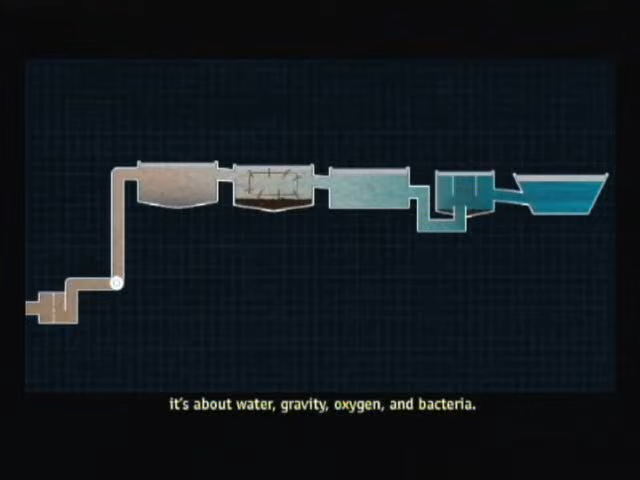 it's about water, gravity, oxygen, and bacteria.